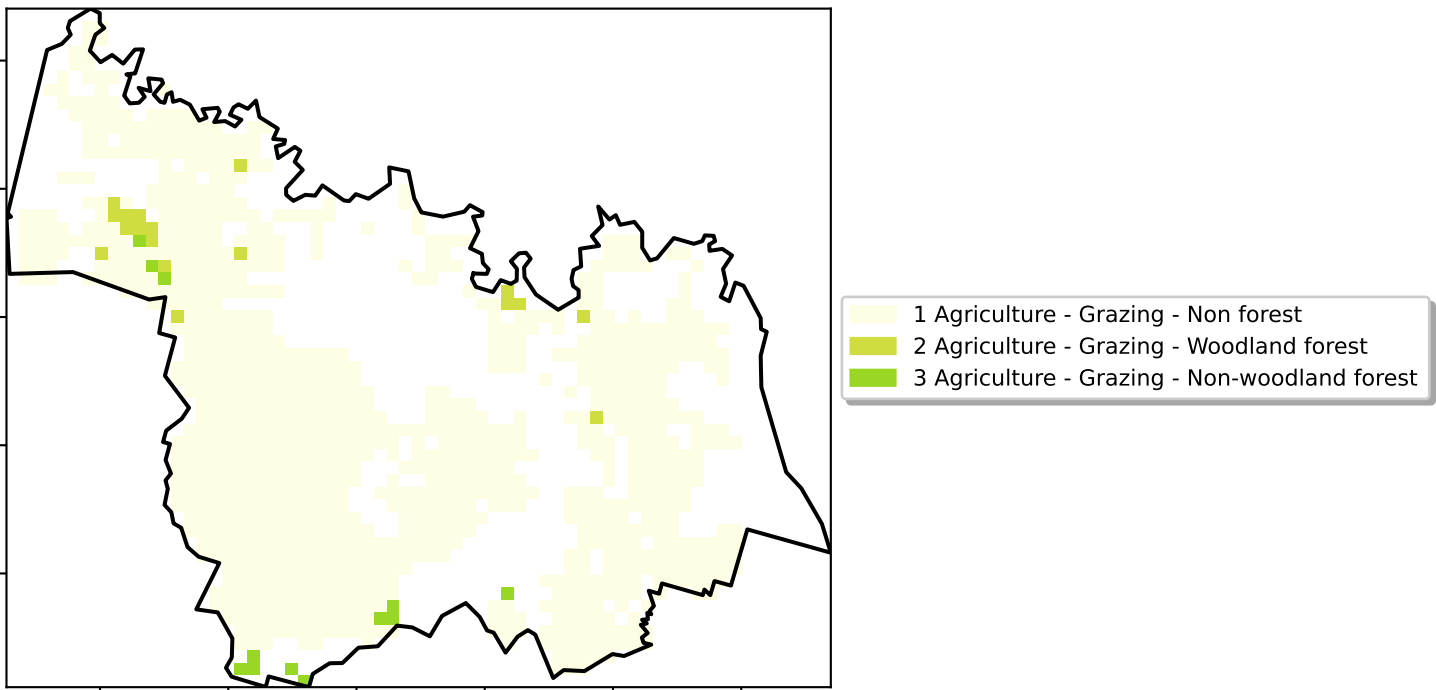 1 Agriculture - Grazing - Non forest
2 Agriculture - Grazing - Woodland forest
3 Agriculture - Grazing - Non-woodland forest